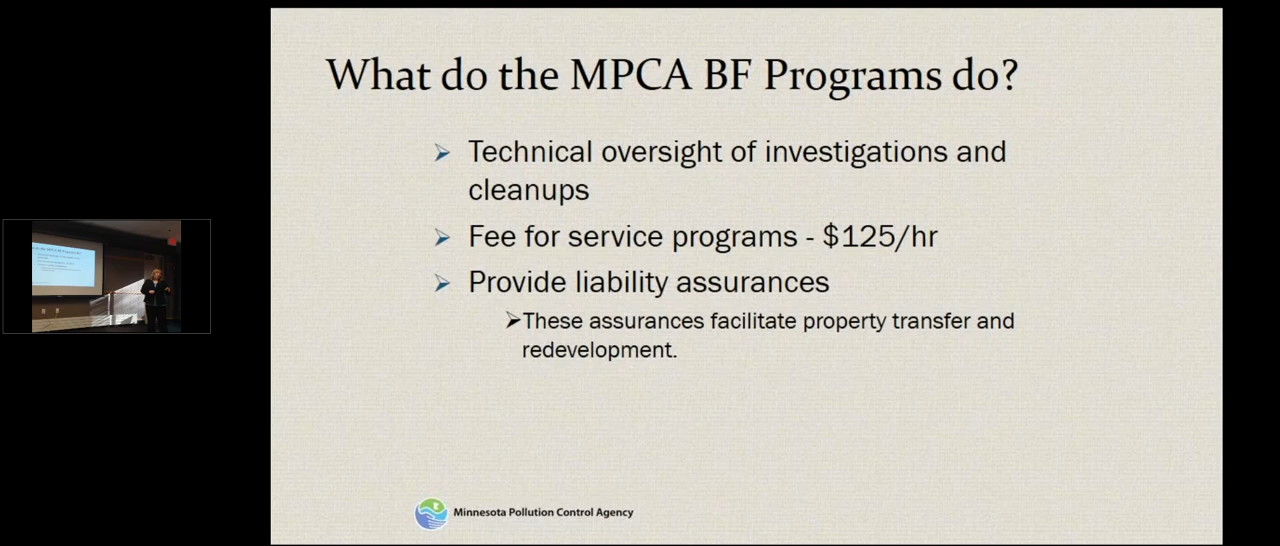 What do the MPCA BF Programs do?
Technical oversight of investigations and
cleanups
Fee for service programs - $125/hr
Provide liability assurances
These assurances facilitate property transfer and
redevelopment.
Minnesota Pollution Control Agency